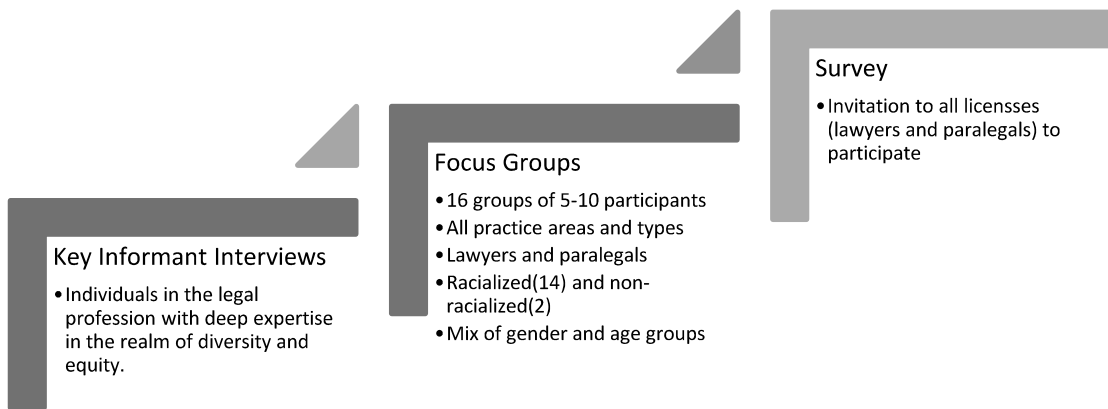 Key Informant Interviews
•Individuals in the legal
profession with deep expertise
in the realm of diversity and
equity.
Focus Groups
•16 groups of 5-10 participants
•All practice areas and types
•Lawyers and paralegals
•Racialized(14) and non-
racialized(2)
•Mix of gender and age groups
Survey
•Invitation to all licensses
(lawyers and paralegals) to
participate